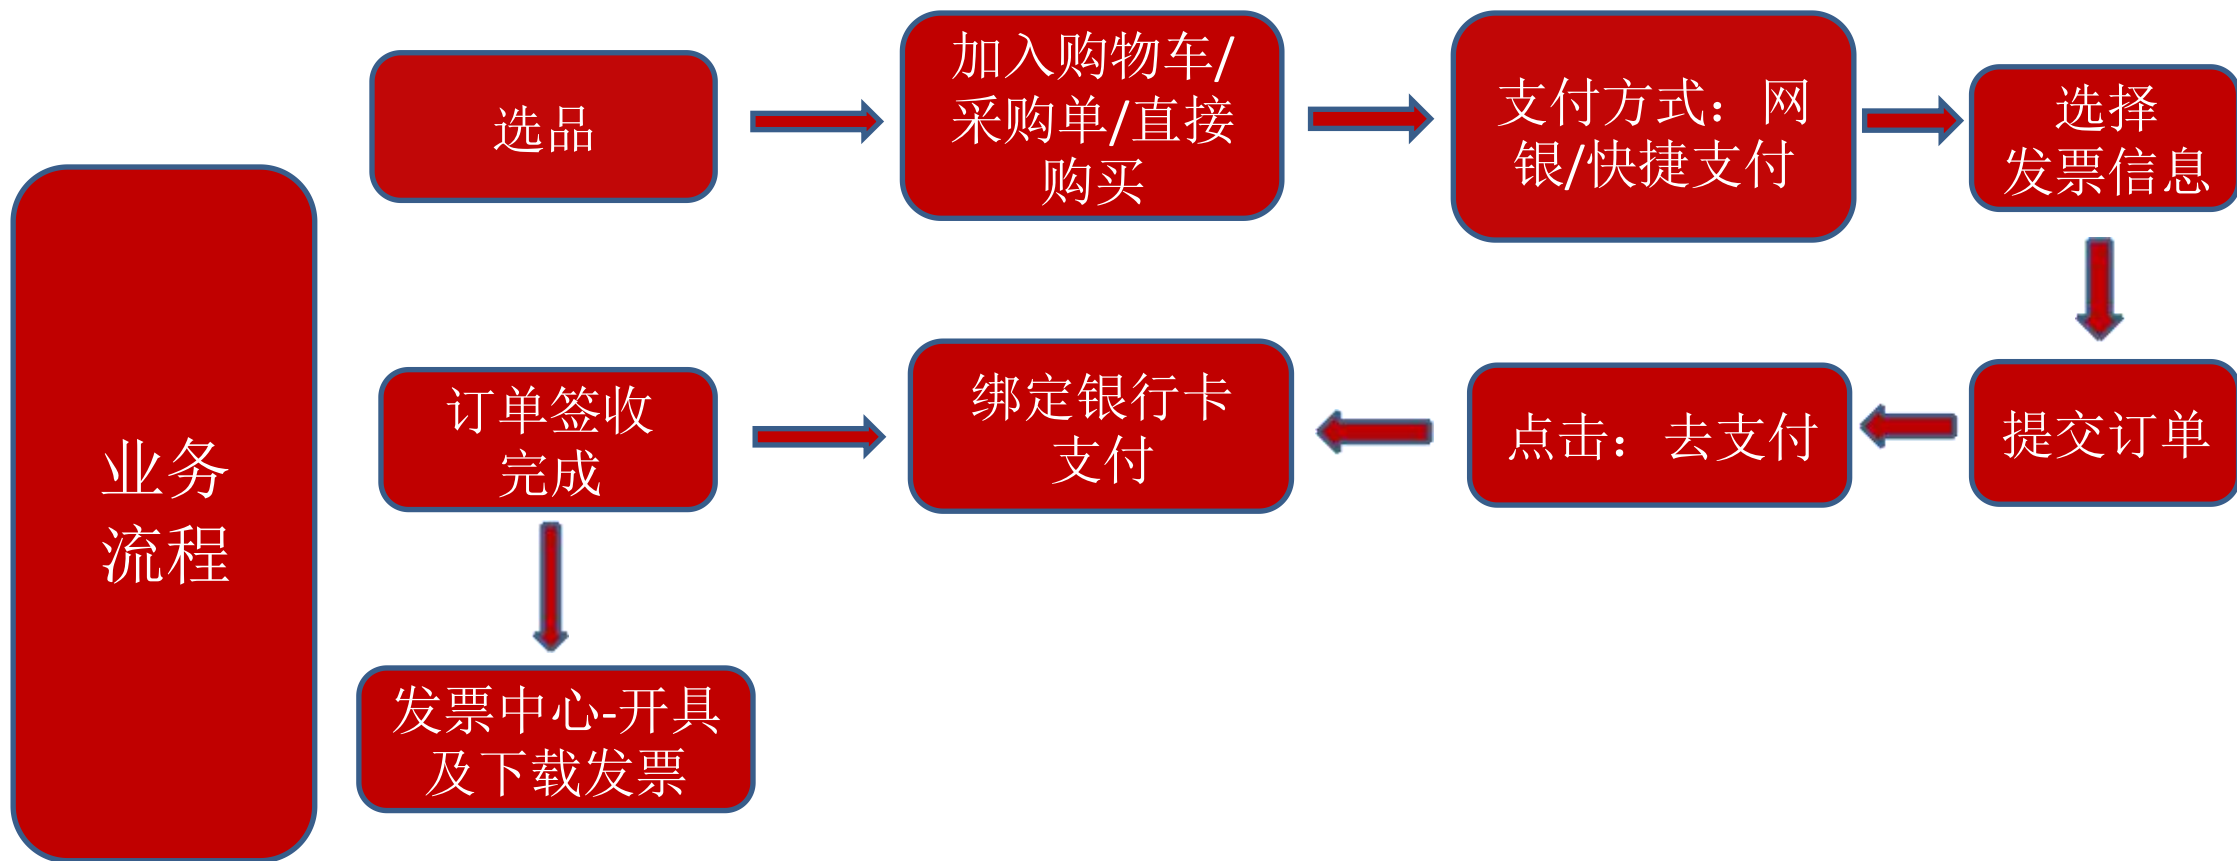 业务
流程
选品
加入购物车/
采购单/直接
购买
支付方式：网
银/快捷支付
选择
发票信息
订单签收
完成
绑定银行卡
支付
点击：去支付
提交订单
发票中心-开具
及下载发票